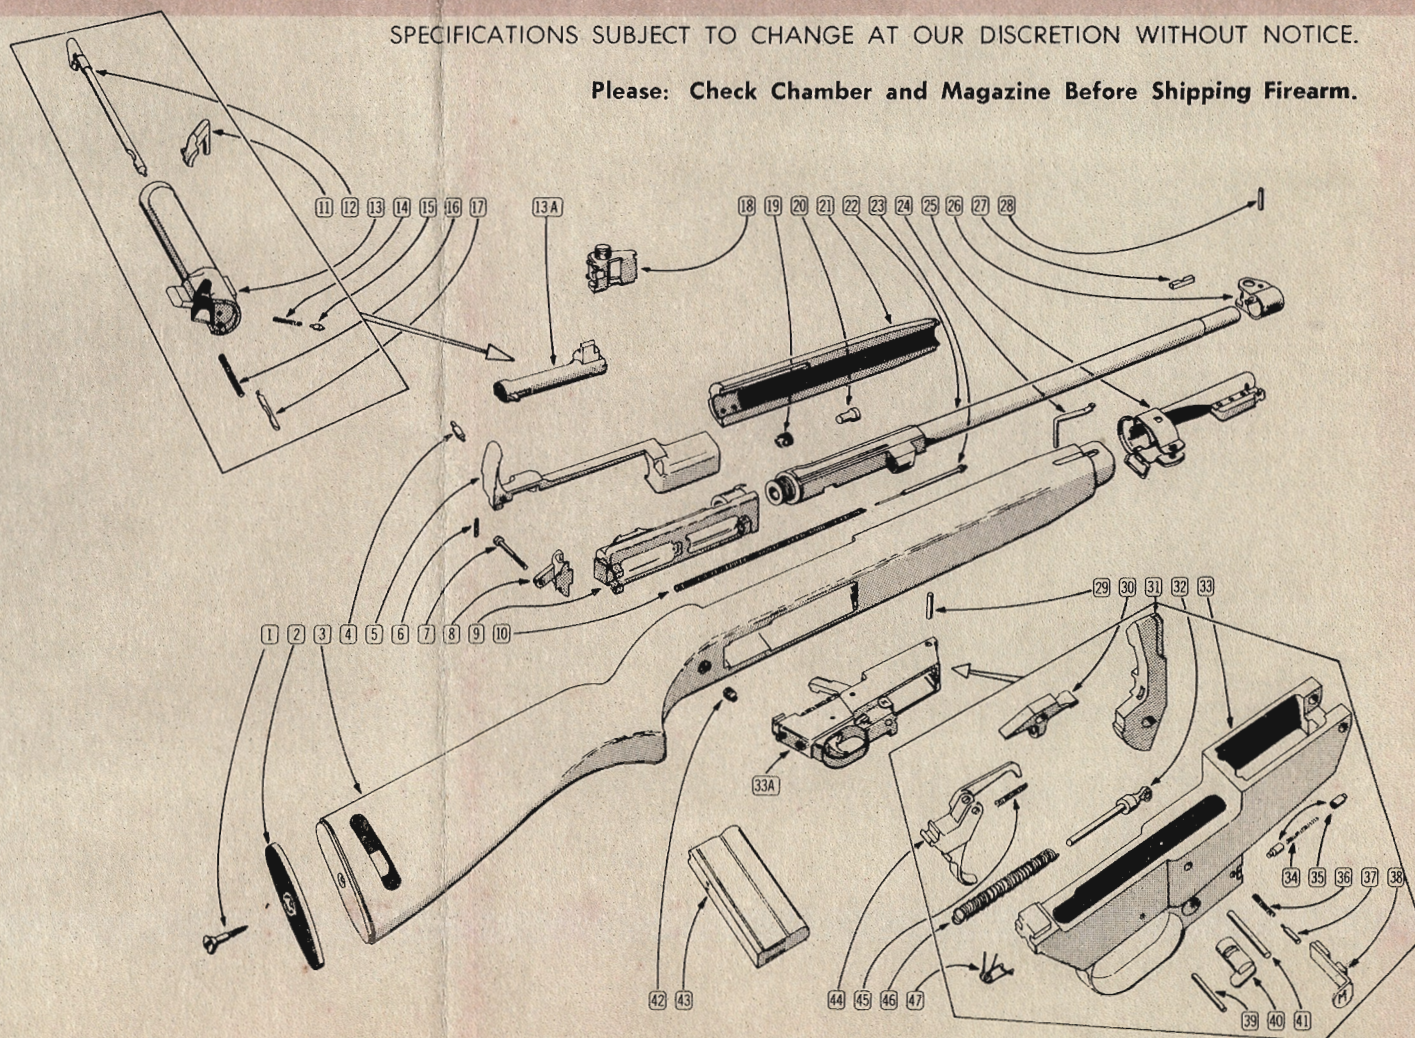 SPECIFICATIONS SUBJECT TO CHANGE AT OUR DISCRETION WITHOUT NOTICE.
Please: Check Chamber and Magazine Before Shipping Firearm.
11 12 13 14 15 16 17 13A 18 19 20 21 22 23 24 25 26 27 28
1 2 3 4 5 6 7 8 9 10
29 30 31 32 33
33A
34 35 36 37 38
M
42 43 44 45 46 47
39 40 41